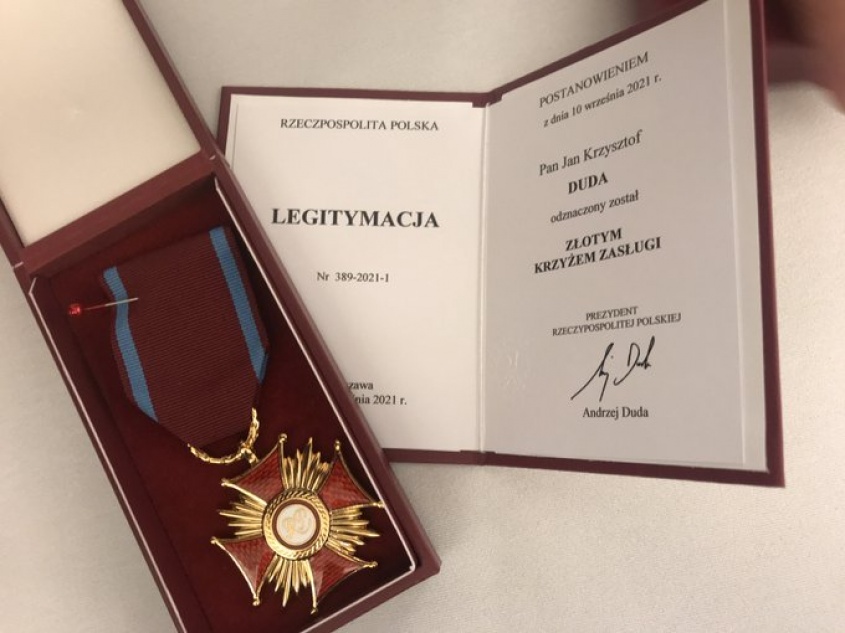 RZECZPOSPOLITA POLSKA
LEGITYMACJA
Nr 389-2021-1
2021 r.
POSTANOWIENIEM
z dnia 10 września 2021 r.
Pan Jan Krzysztof
DUDA
odznaczony został
ZŁOTYM
KRZYŻEM ZASŁUGI
PREZYDENT
RZECZYPOSPOLITEJ POLSKIEJ
Andrzej Duda